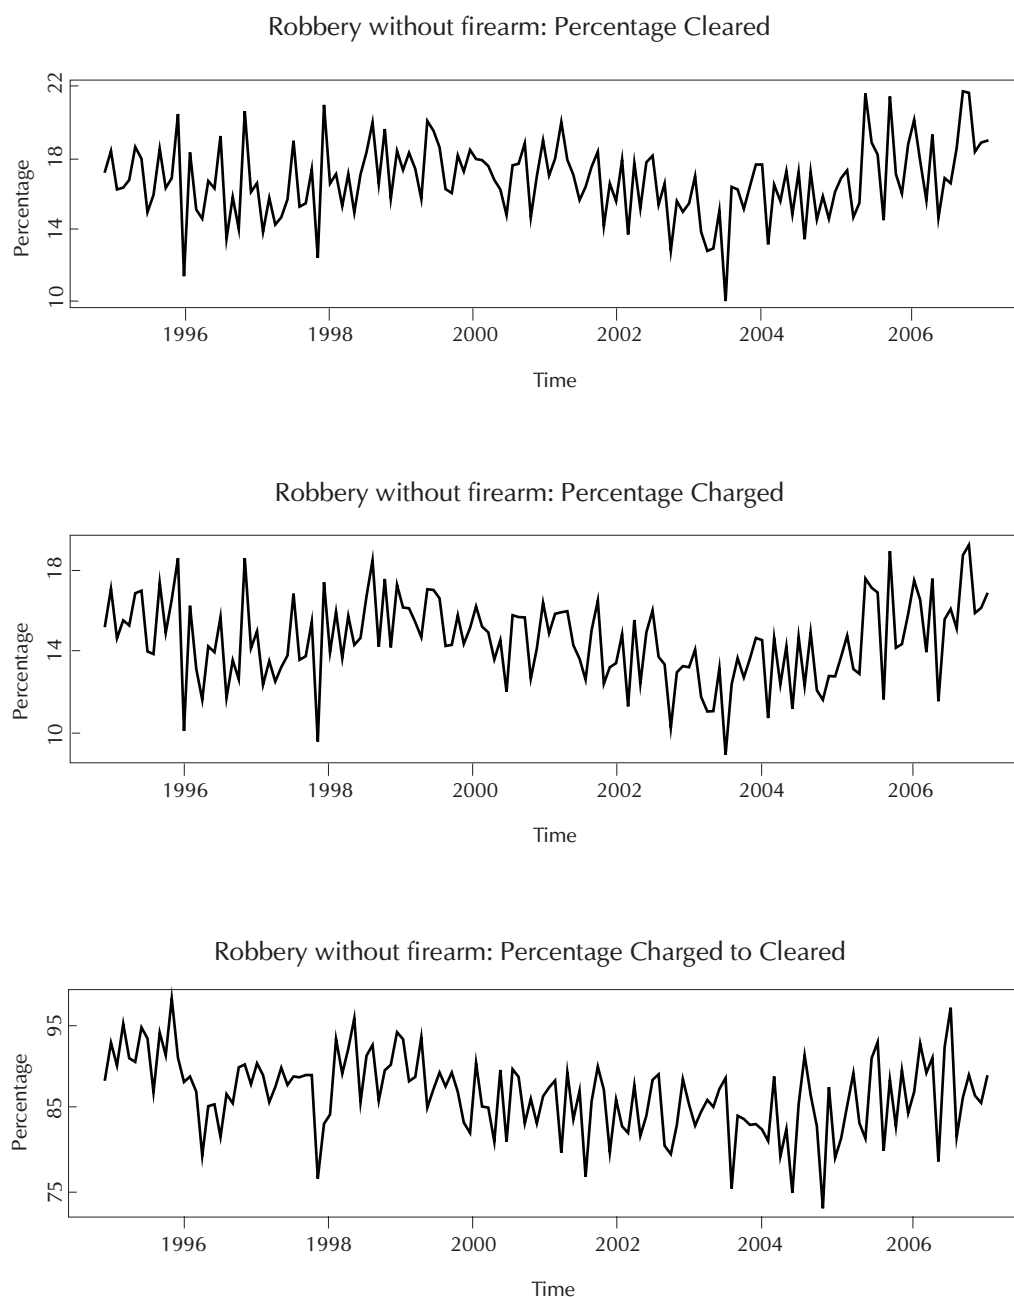 Robbery without firearm: Percentage Cleared
Percentage
22
18
14
10
1996 1998 2000 2002 2004 2006
Time
Robbery without firearm: Percentage Charged
Percentage
18
14
10
1996 1998 2000 2002 2004 2006
Time
Robbery without firearm: Percentage Charged to Cleared
Percentage
95
85
75
1996 1998 2000 2002 2004 2006
Time